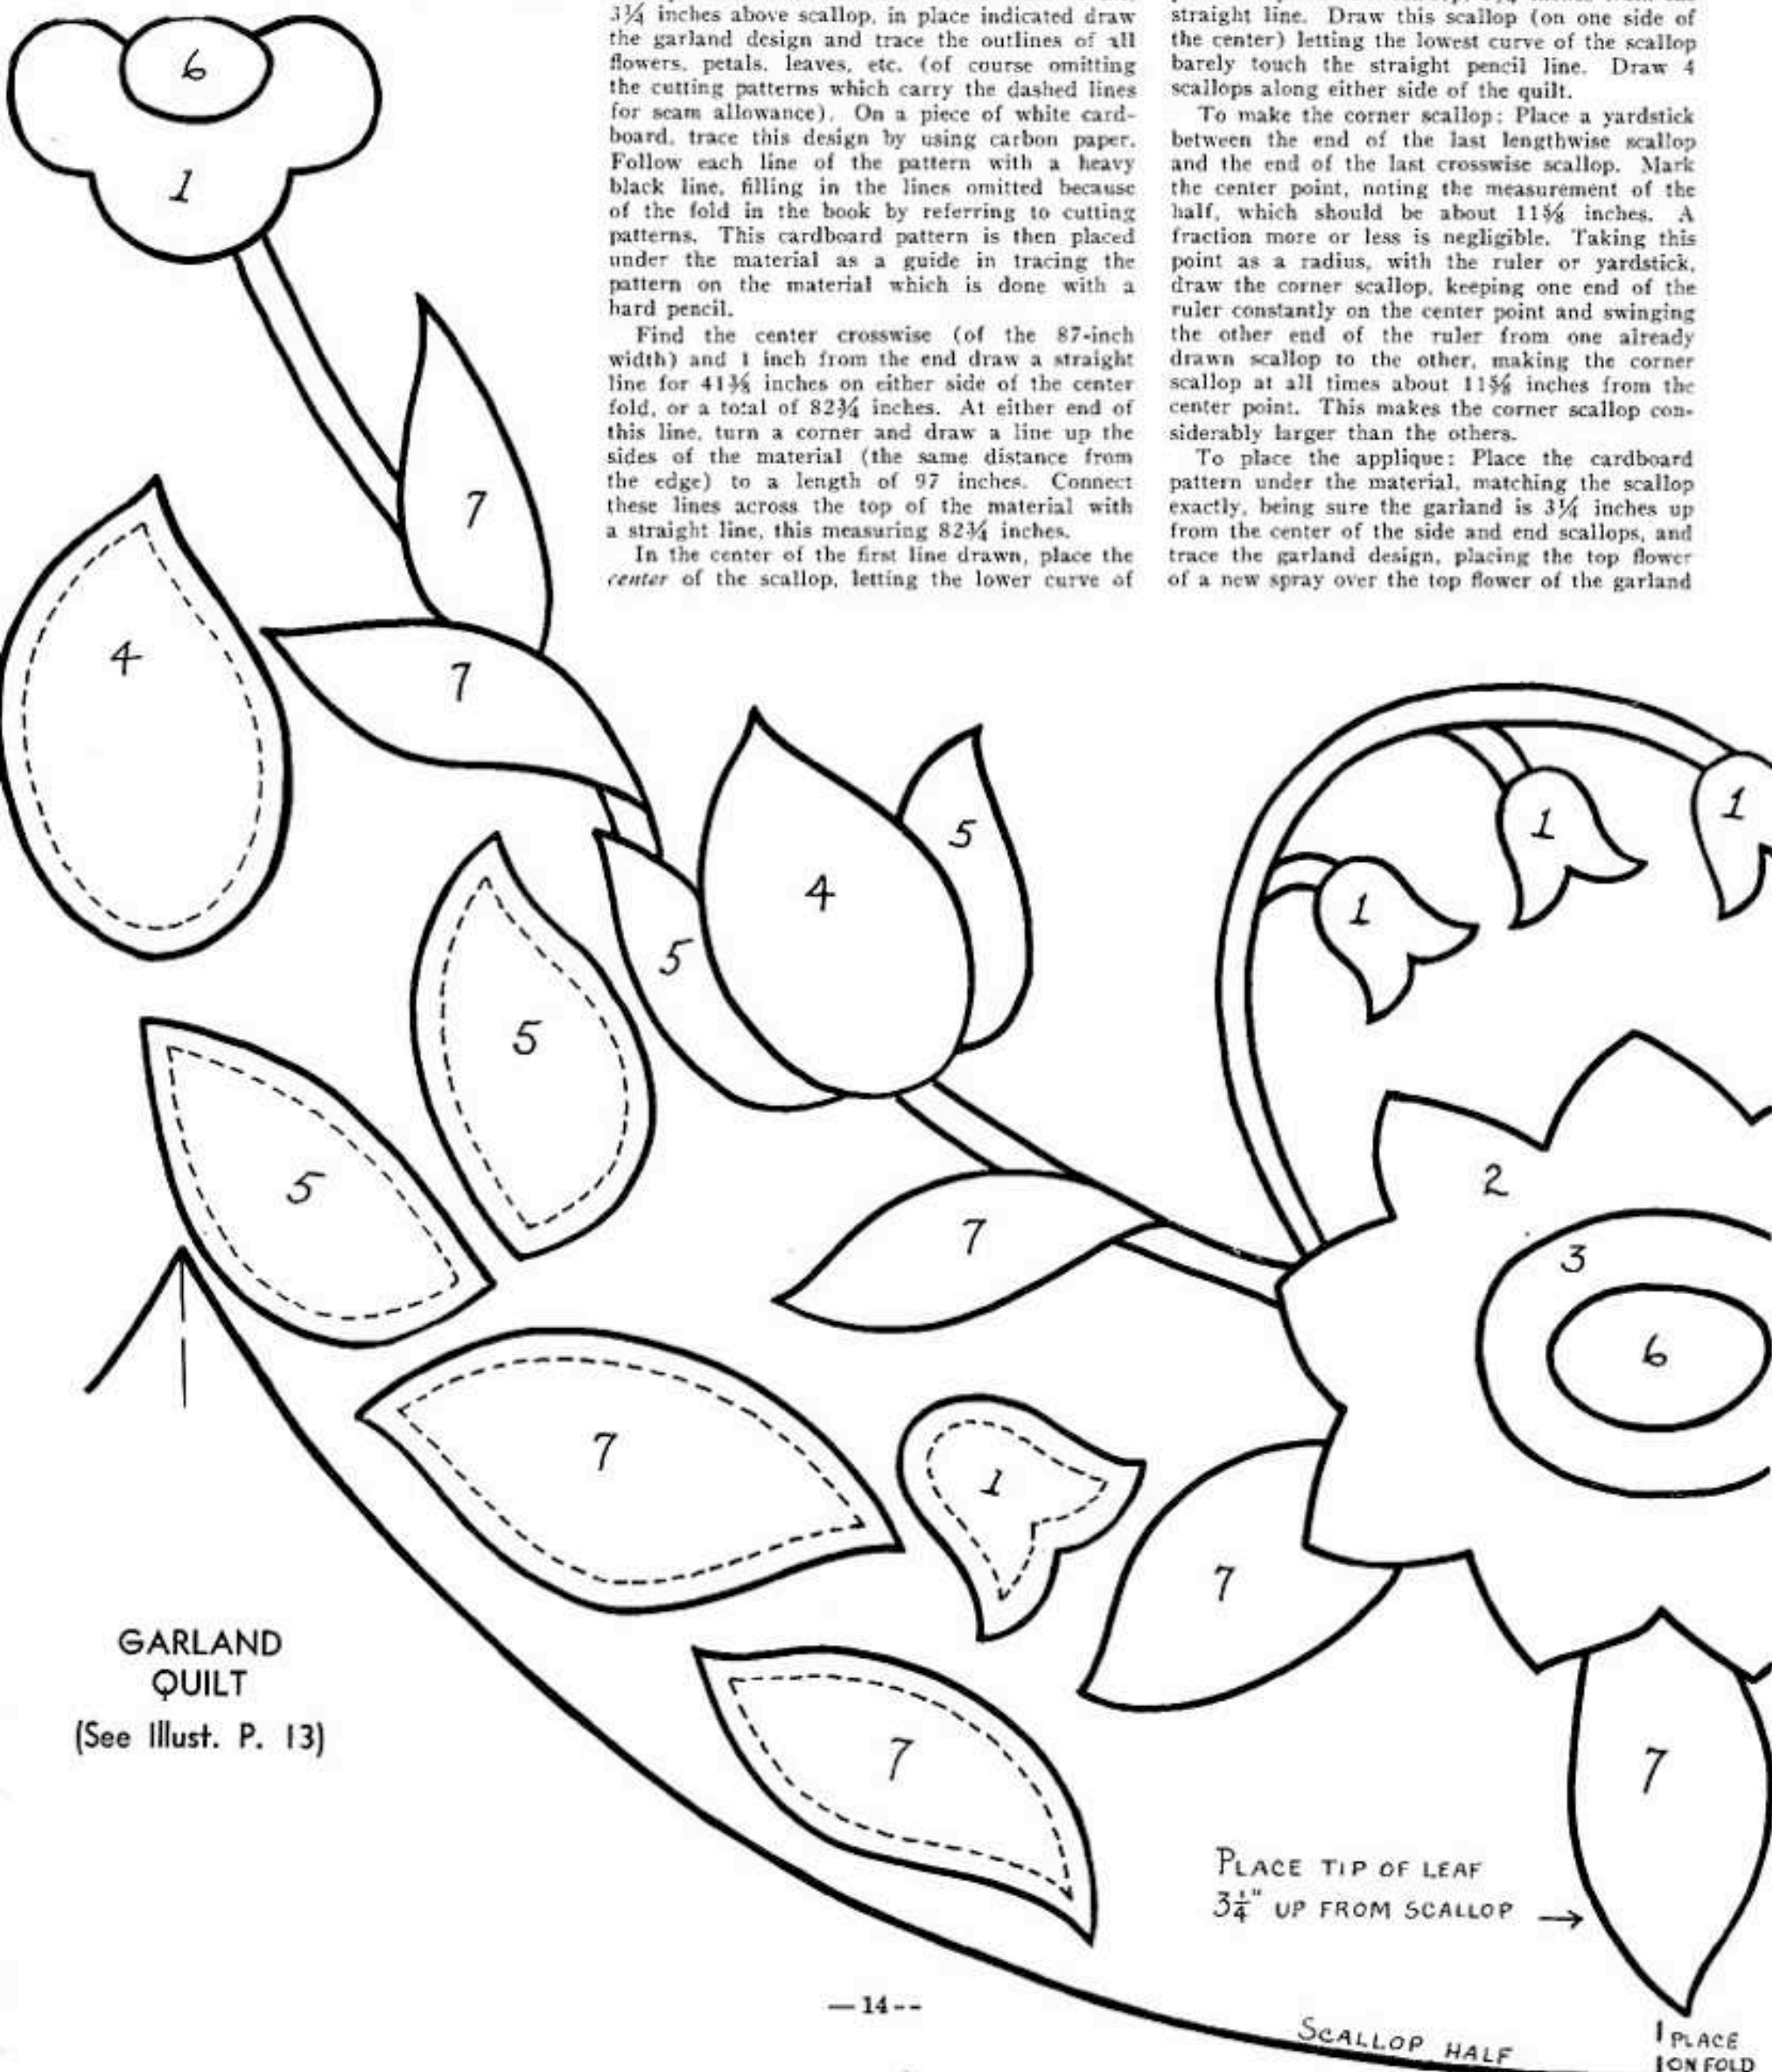 3¼ inches above scallop, in place indicated draw
the garland design and trace the outlines of all
flowers, petals, leaves, etc. (of course omitting
the cutting patterns which carry the dashed lines
for seam allowance). On a piece of white card-
board, trace this design by using carbon paper.
Follow each line of the pattern with a heavy
black line, filling in the lines omitted because
of the fold in the book by referring to cutting
patterns. This cardboard pattern is then placed
under the material as a guide in tracing the
pattern on the material which is done with a
hard pencil.
Find the center crosswise (of the 87-inch
width) and 1 inch from the end draw a straight
line for 41⅜ inches on either side of the center
fold, or a total of 82¾ inches. At either end of
this line, turn a corner and draw a line up the
sides of the material (the same distance from
the edge) to a length of 97 inches. Connect
these lines across the top of the material with
a straight line, this measuring 82¾ inches.
In the center of the first line drawn, place the
center of the scallop, letting the lower curve of
straight line. Draw this scallop (on one side of
the center) letting the lowest curve of the scallop
barely touch the straight pencil line. Draw 4
scallops along either side of the quilt.
To make the corner scallop: Place a yardstick
between the end of the last lengthwise scallop
and the end of the last crosswise scallop. Mark
the center point, noting the measurement of the
half, which should be about 11⅝ inches. A
fraction more or less is negligible. Taking this
point as a radius, with the ruler or yardstick,
draw the corner scallop, keeping one end of the
ruler constantly on the center point and swinging
the other end of the ruler from one already
drawn scallop to the other, making the corner
scallop at all times about 11⅝ inches from the
center point. This makes the corner scallop con-
siderably larger than the others.
To place the applique: Place the cardboard
pattern under the material, matching the scallop
exactly, being sure the garland is 3¼ inches up
from the center of the side and end scallops, and
trace the garland design, placing the top flower
of a new spray over the top flower of the garland
6
1
7
4
7
4
5
5
1
1
1
5
5
2
3
6
7
7
1
7
7
7
GARLAND
QUILT
(See Illust. P. 13)
PLACE TIP OF LEAF
3¼" UP FROM SCALLOP →
—14--
SCALLOP HALF
PLACE
ON FOLD